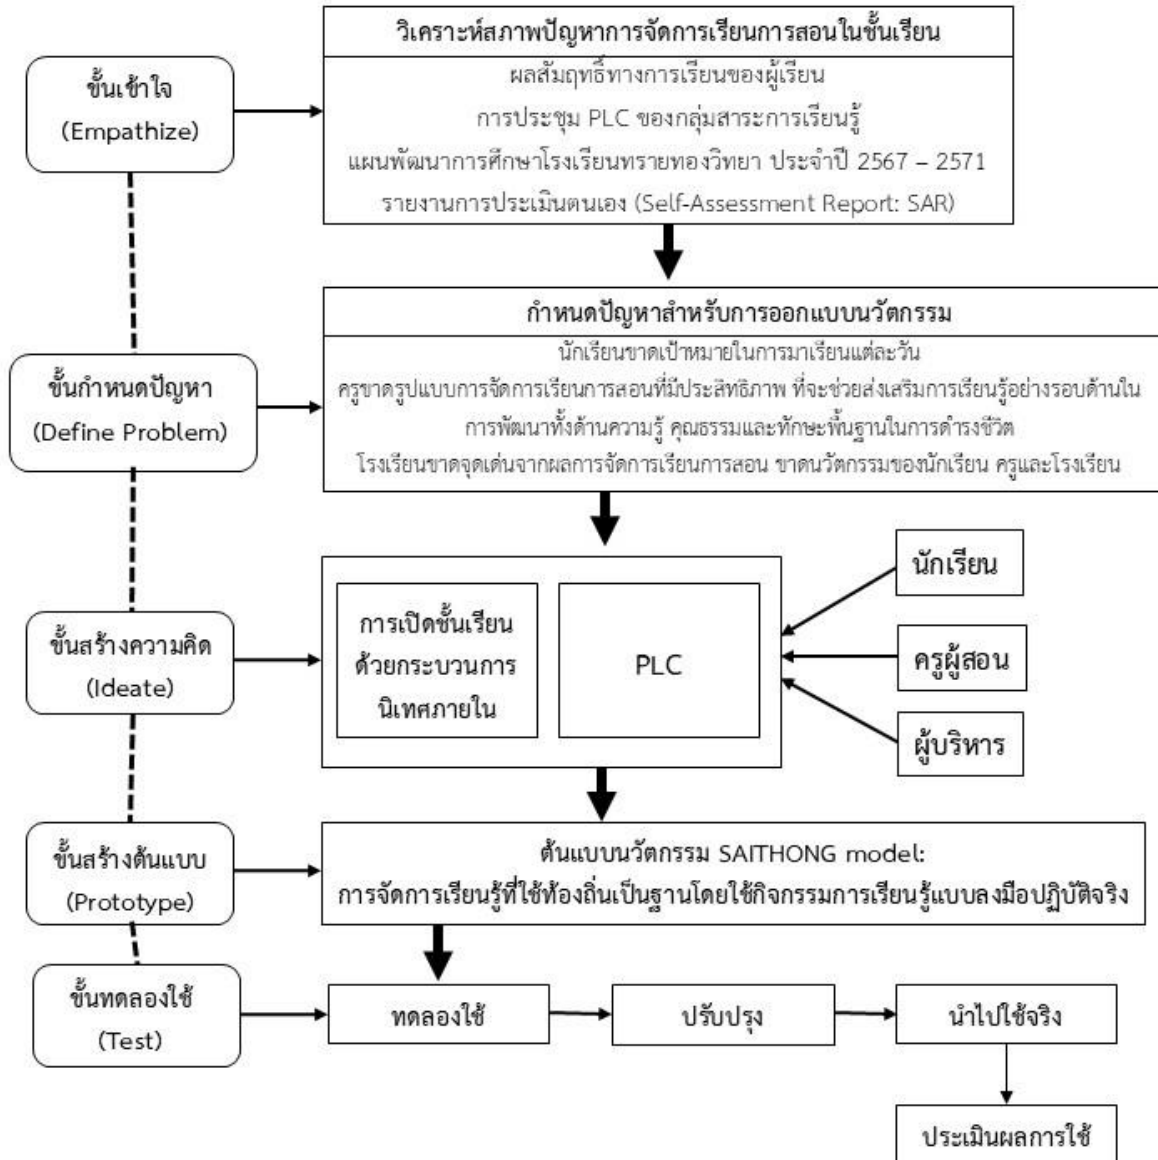 วิเคราะห์สภาพปัญหาการจัดการเรียนการสอนในชั้นเรียน
ขั้นเข้าใจ
(Empathize)
ผลสัมฤทธิ์ทางการเรียนของผู้เรียน
การประชุม PLC ของกลุ่มสาระการเรียนรู้
แผนพัฒนาการศึกษาโรงเรียนทรายทองวิทยา ประจำปี 2567 – 2571
รายงานการประเมินตนเอง (Self-Assessment Report: SAR)
กำหนดปัญหาสำหรับการออกแบบนวัตกรรม
ขั้นกำหนดปัญหา
(Define Problem)
นักเรียนขาดเป้าหมายในการมาเรียนแต่ละวัน
ครูขาดรูปแบบการจัดการเรียนการสอนที่มีประสิทธิภาพ ที่จะช่วยส่งเสริมการเรียนรู้อย่างรอบด้านใน
การพัฒนาทั้งด้านความรู้ คุณธรรมและทักษะพื้นฐานในการดำรงชีวิต
โรงเรียนขาดจุดเด่นจากผลการจัดการเรียนการสอน ขาดนวัตกรรมของนักเรียน ครูและโรงเรียน
ขั้นสร้างความคิด
(Ideate)
การเปิดชั้นเรียน
ด้วยกระบวนการ
นิเทศภายใน
PLC
นักเรียน
ครูผู้สอน
ผู้บริหาร
ขั้นสร้างต้นแบบ
(Prototype)
ต้นแบบนวัตกรรม SAITHONG model:
การจัดการเรียนรู้ที่ใช้ท้องถิ่นเป็นฐานโดยใช้กิจกรรมการเรียนรู้แบบลงมือปฏิบัติจริง
ขั้นทดลองใช้
(Test)
ทดลองใช้
ปรับปรุง
นำไปใช้จริง
ประเมินผลการใช้